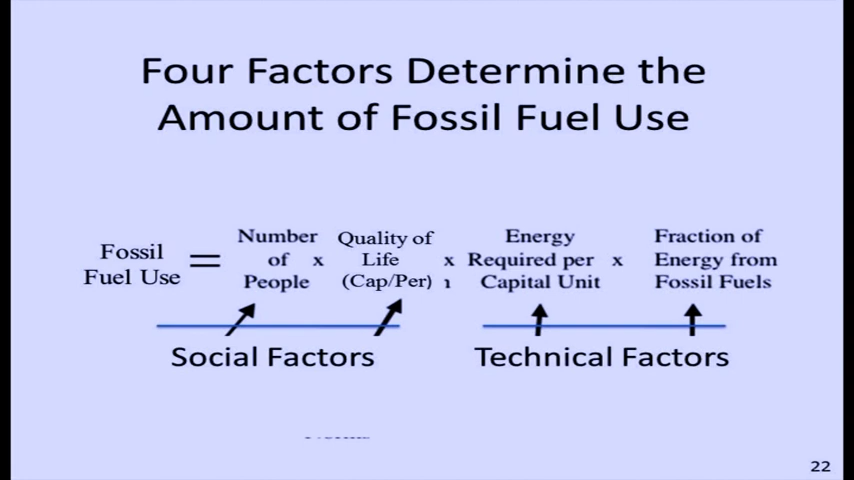 Four Factors Determine the
Amount of Fossil Fuel Use
Fossil
Fuel Use
=
Number
of
People
x
Quality of
Life
(Cap/Per)
x
Energy
Required per
Capital Unit
x
Fraction of
Energy from
Fossil Fuels
Social Factors
Technical Factors
22